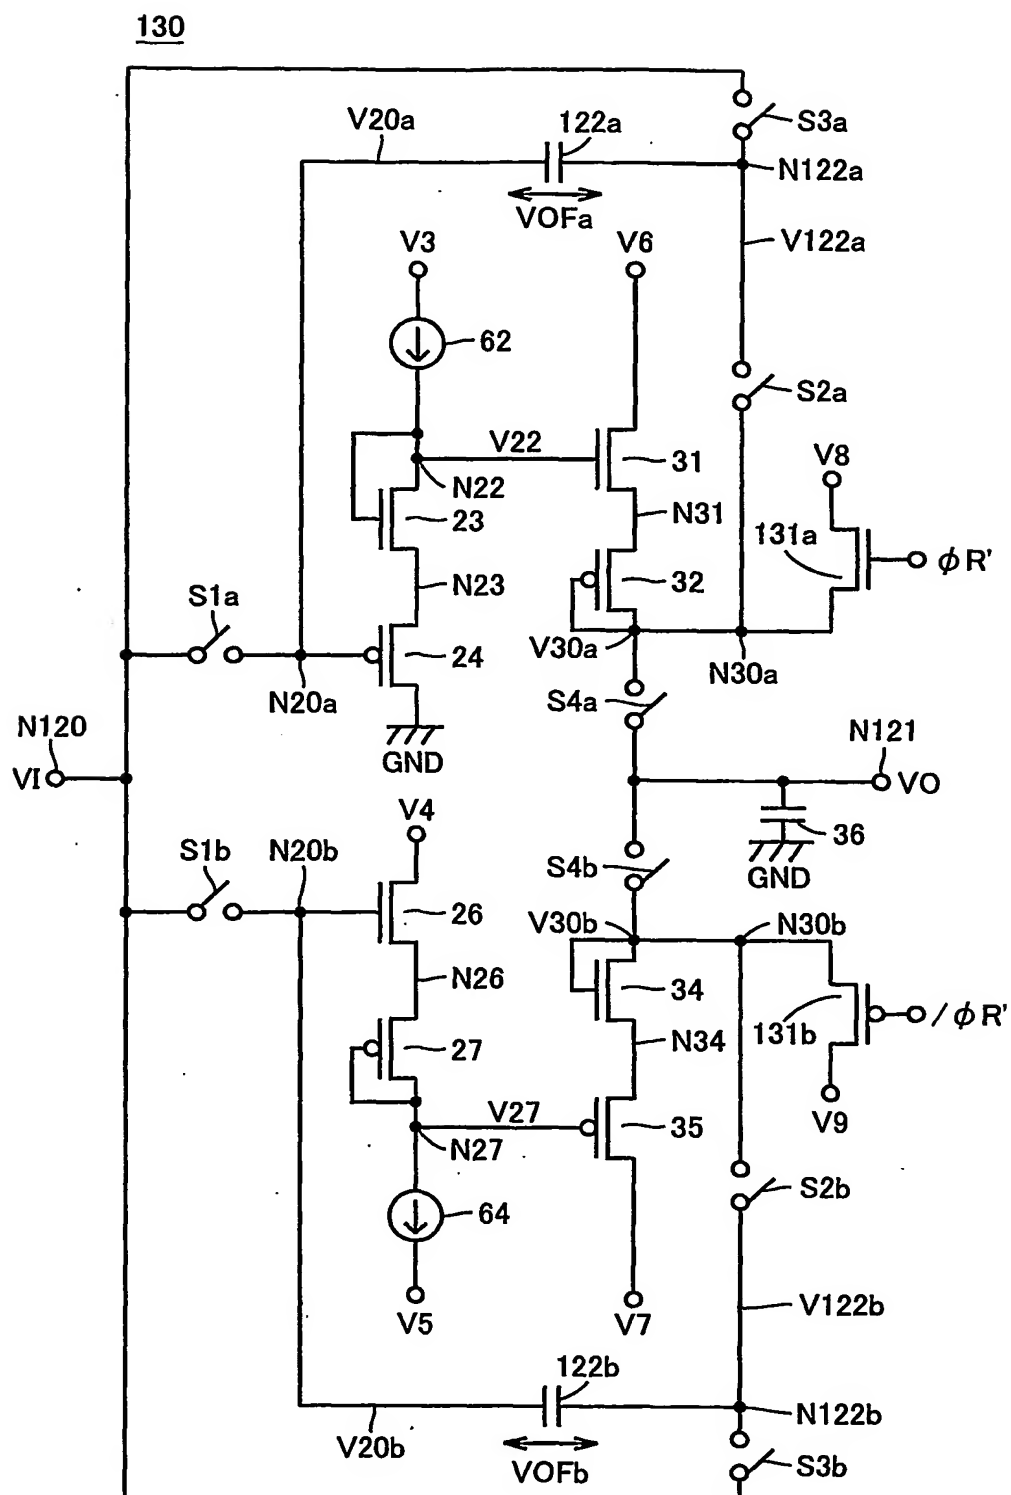 130
S3a
V20a
122a
N122a
VOFa
V3
V6
V122a
62
S2a
V22
31
V8
N22
23
N31
131a
φR'
N23
32
S1a
24
V30a
N30a
N20a
S4a
N120
GND
N121
VI
VO
V4
36
S1b
N20b
S4b
GND
26
V30b
N30b
N26
34
131b
/φR'
27
N34
V27
35
V9
N27
S2b
64
V5
V7
V122b
122b
N122b
V20b
VOFb
S3b